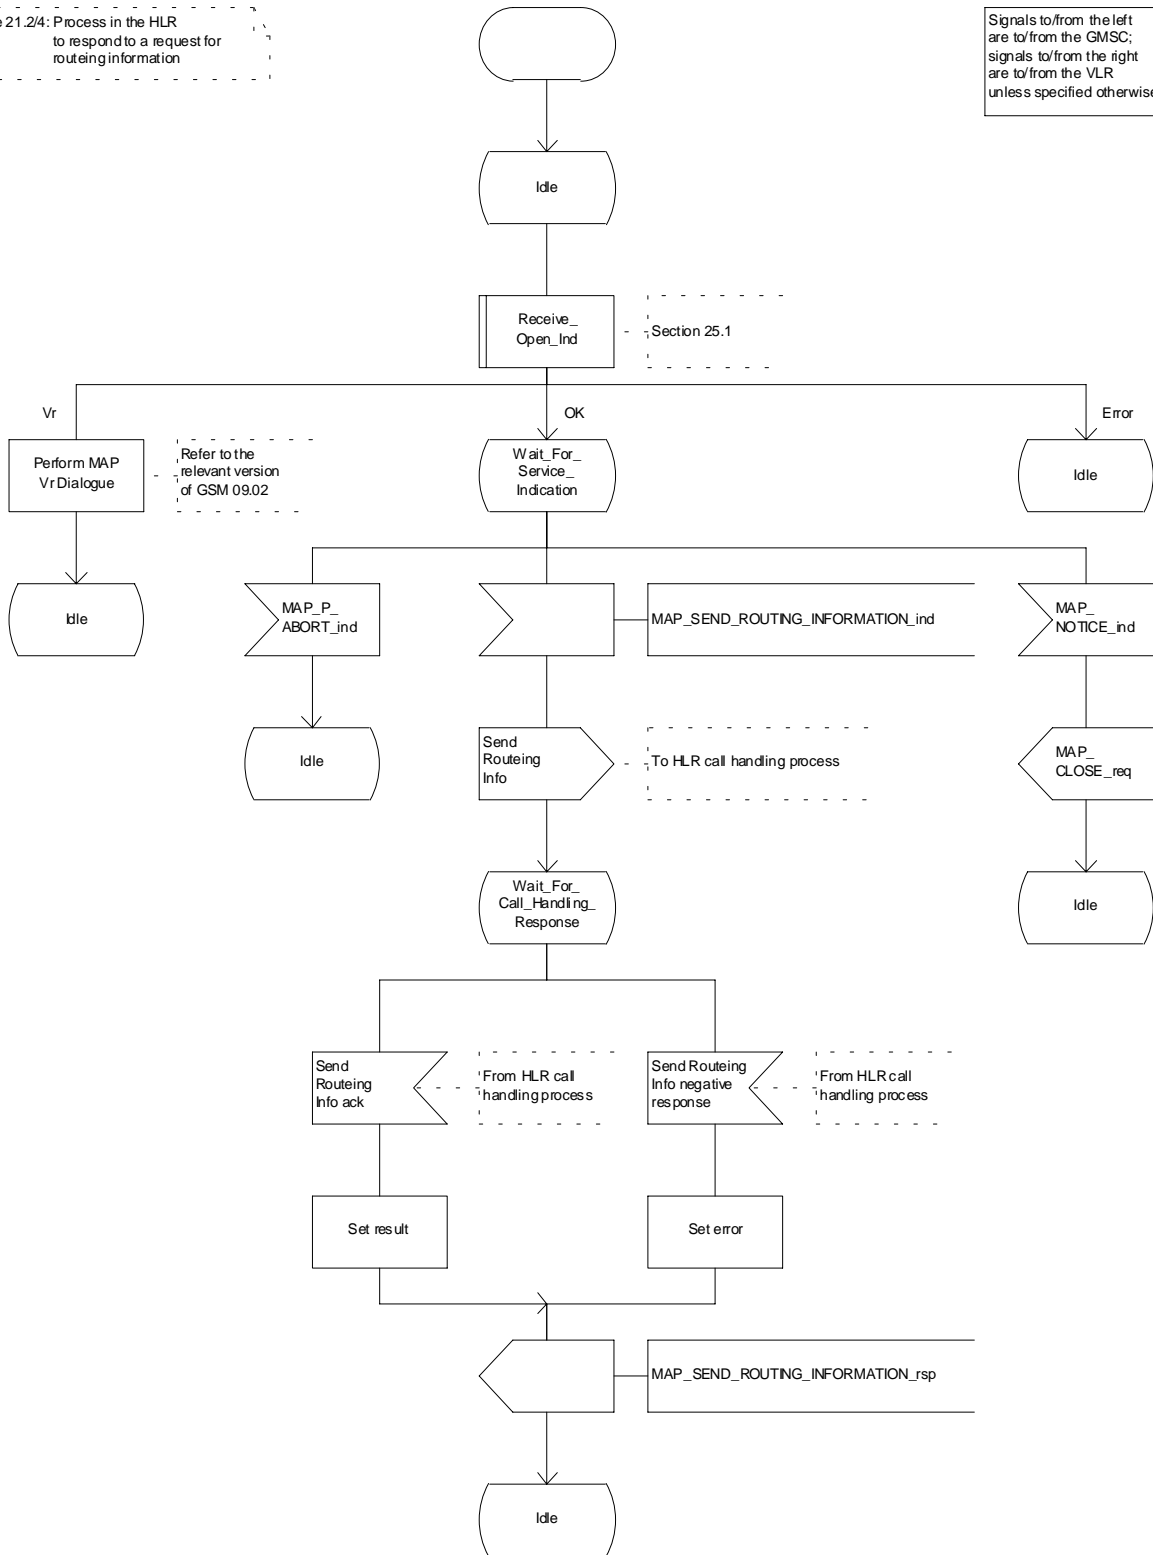 e 21.2/4: Process in the HLR
to respond to a request for
routeing information
Signals to/from the left
are to/from the GMSC;
signals to/from the right
are to/from the VLR
unless specified otherwise
Idle
Receive_
Open_Ind
Section 25.1
Vr
OK
Error
Perform MAP
Vr Dialogue
Refer to the
relevant version
of GSM 09.02
Wait_For_
Service_
Indication
Idle
Idle
MAP_P_
ABORT_ind
MAP_SEND_ROUTING_INFORMATION_ind
MAP_
NOTICE_ind
Idle
Send
Routeing
Info
To HLR call handling process
MAP_
CLOSE_req
Wait_For_
Call_Handling_
Response
Idle
Send
Routeing
Info ack
From HLR call
handling process
Send Routeing
Info negative
response
From HLR call
handling process
Set result
Set error
MAP_SEND_ROUTING_INFORMATION_rsp
Idle